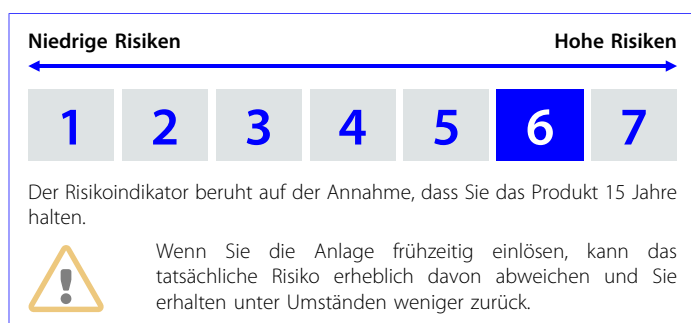 Niedrige Risiken Hohe Risiken
1 2 3 4 5 6 7
Der Risikoindikator beruht auf der Annahme, dass Sie das Produkt 15 Jahre
halten.
Wenn Sie die Anlage frühzeitig einlösen, kann das
tatsächliche Risiko erheblich davon abweichen und Sie
erhalten unter Umständen weniger zurück.